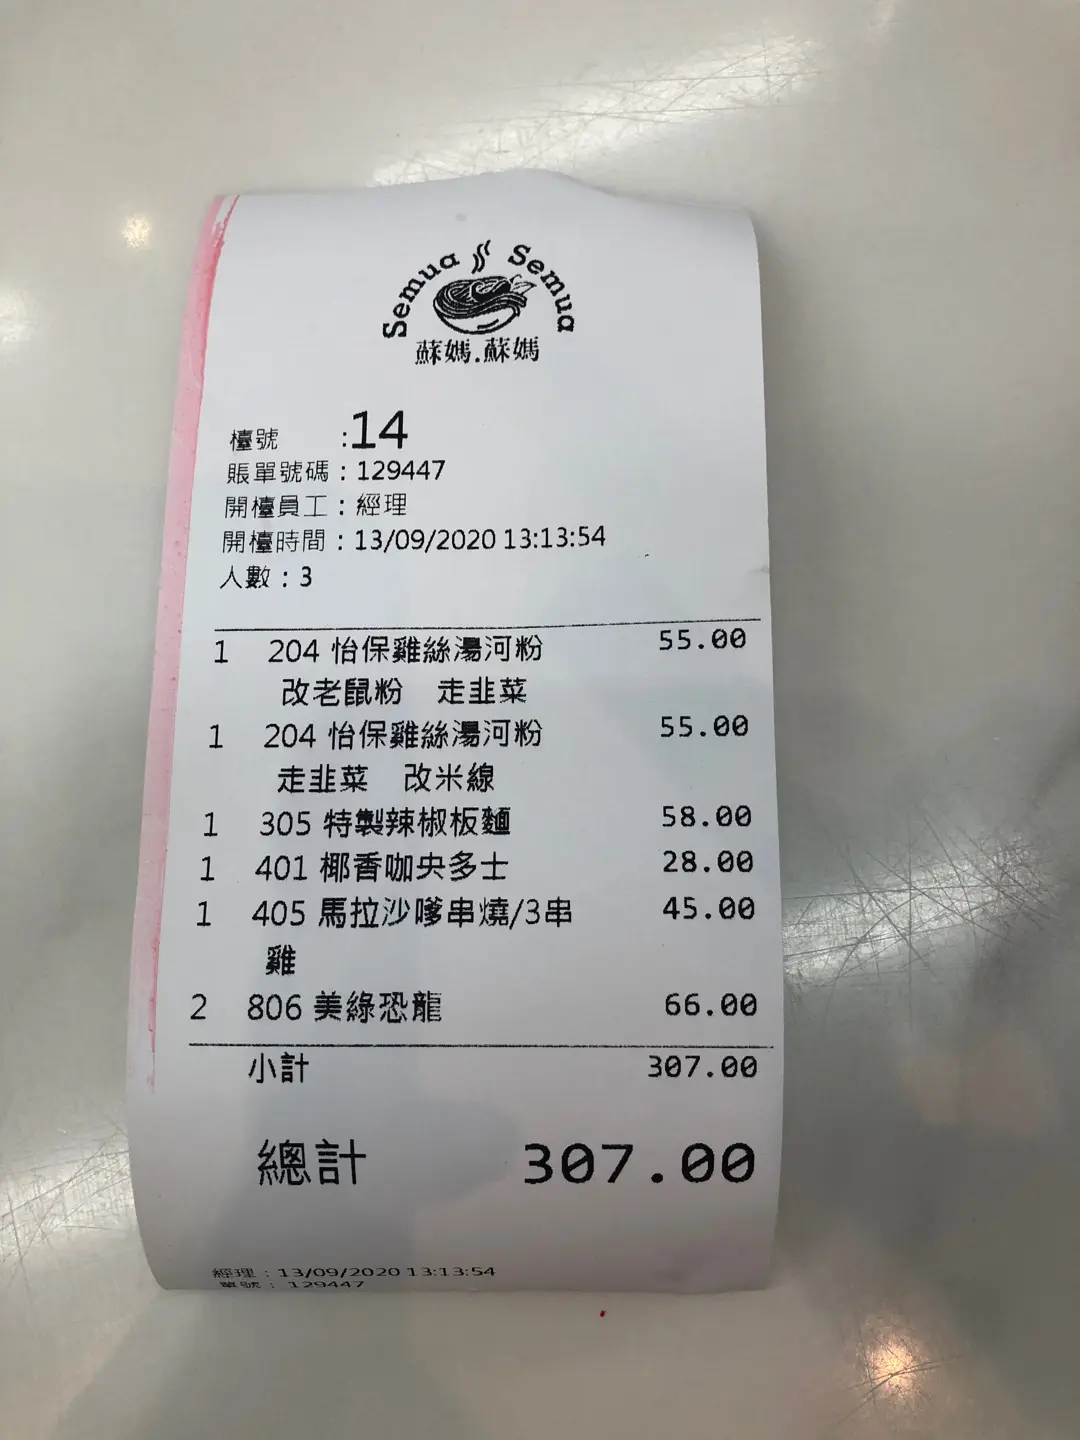 Semua Semua
蘇媽.蘇媽
檯號 :14
賬單號碼 : 129447
開檯員工 : 經理
開檯時間 : 13/09/2020 13:13:54
人數 : 3
1 204 怡保雞絲湯河粉 55.00
改老鼠粉 走韭菜
1 204 怡保雞絲湯河粉 55.00
走韭菜 改米線
1 305 特製辣椒板麵 58.00
1 401 椰香咖央多士 28.00
1 405 馬拉沙嗲串燒/3串 45.00
雞
2 806 美綠恐龍 66.00
小計 307.00
總計 307.00
經理 : 13/09/2020 13:13:54
單號 : 129447